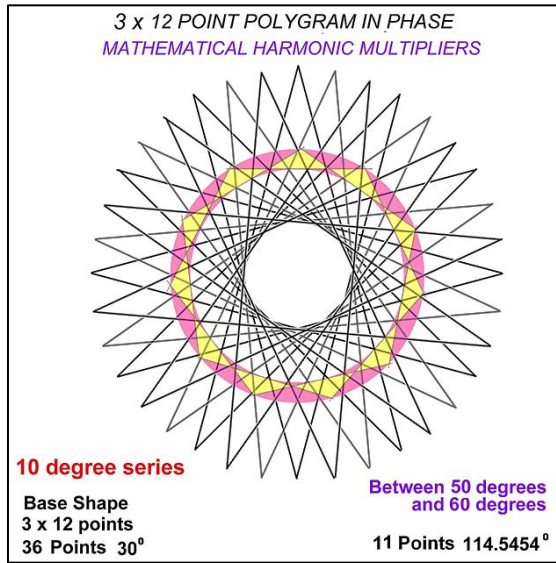 3 x 12 POINT POLYGRAM IN PHASE
MATHEMATICAL HARMONIC MULTIPLIERS
10 degree series
Base Shape
3 x 12 points
36 Points 30°
Between 50 degrees
and 60 degrees
11 Points 114.5454°